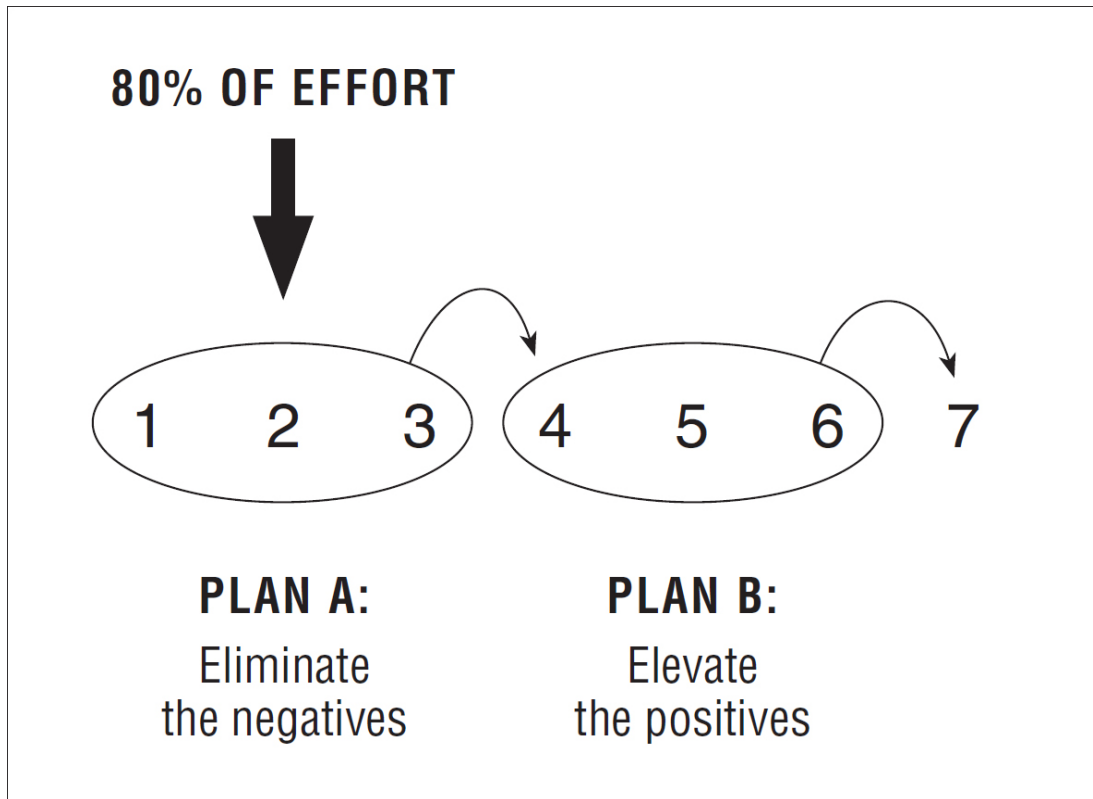 80% OF EFFORT
1 2 3 4 5 6 7
PLAN A:
Eliminate
the negatives
PLAN B:
Elevate
the positives